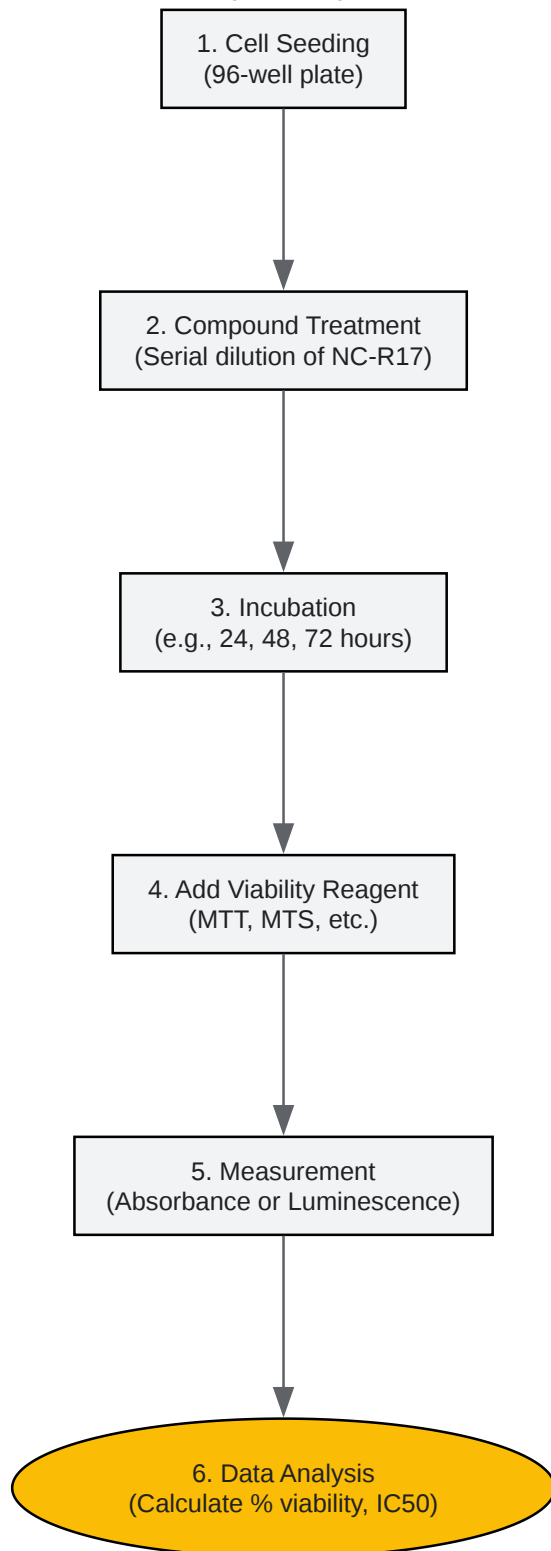 1. Cell Seeding
(96-well plate)
2. Compound Treatment
(Serial dilution of NC-R17)
3. Incubation
(e.g., 24, 48, 72 hours)
4. Add Viability Reagent
(MTT, MTS, etc.)
5. Measurement
(Absorbance or Luminescence)
6. Data Analysis
(Calculate % viability, IC50)